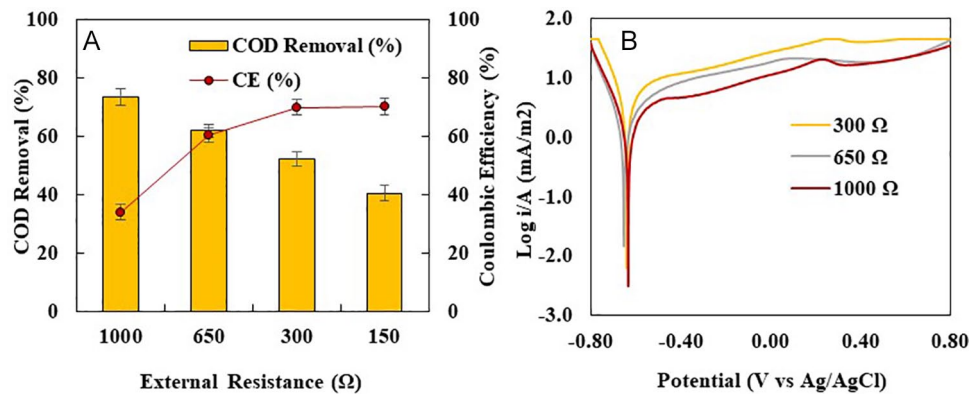 A
COD Removal (%)
CE (%)
100
80
60
40
20
0
COD Removal (%)
100
80
60
40
20
0
Coulombic Efficiency (%)
1000 650 300 150
External Resistance (Ω)
B
2.0
1.0
0.0
-1.0
-2.0
-3.0
Log i/A (mA/m2)
300 Ω
650 Ω
1000 Ω
-0.80 -0.40 0.00 0.40 0.80
Potential (V vs Ag/AgCl)